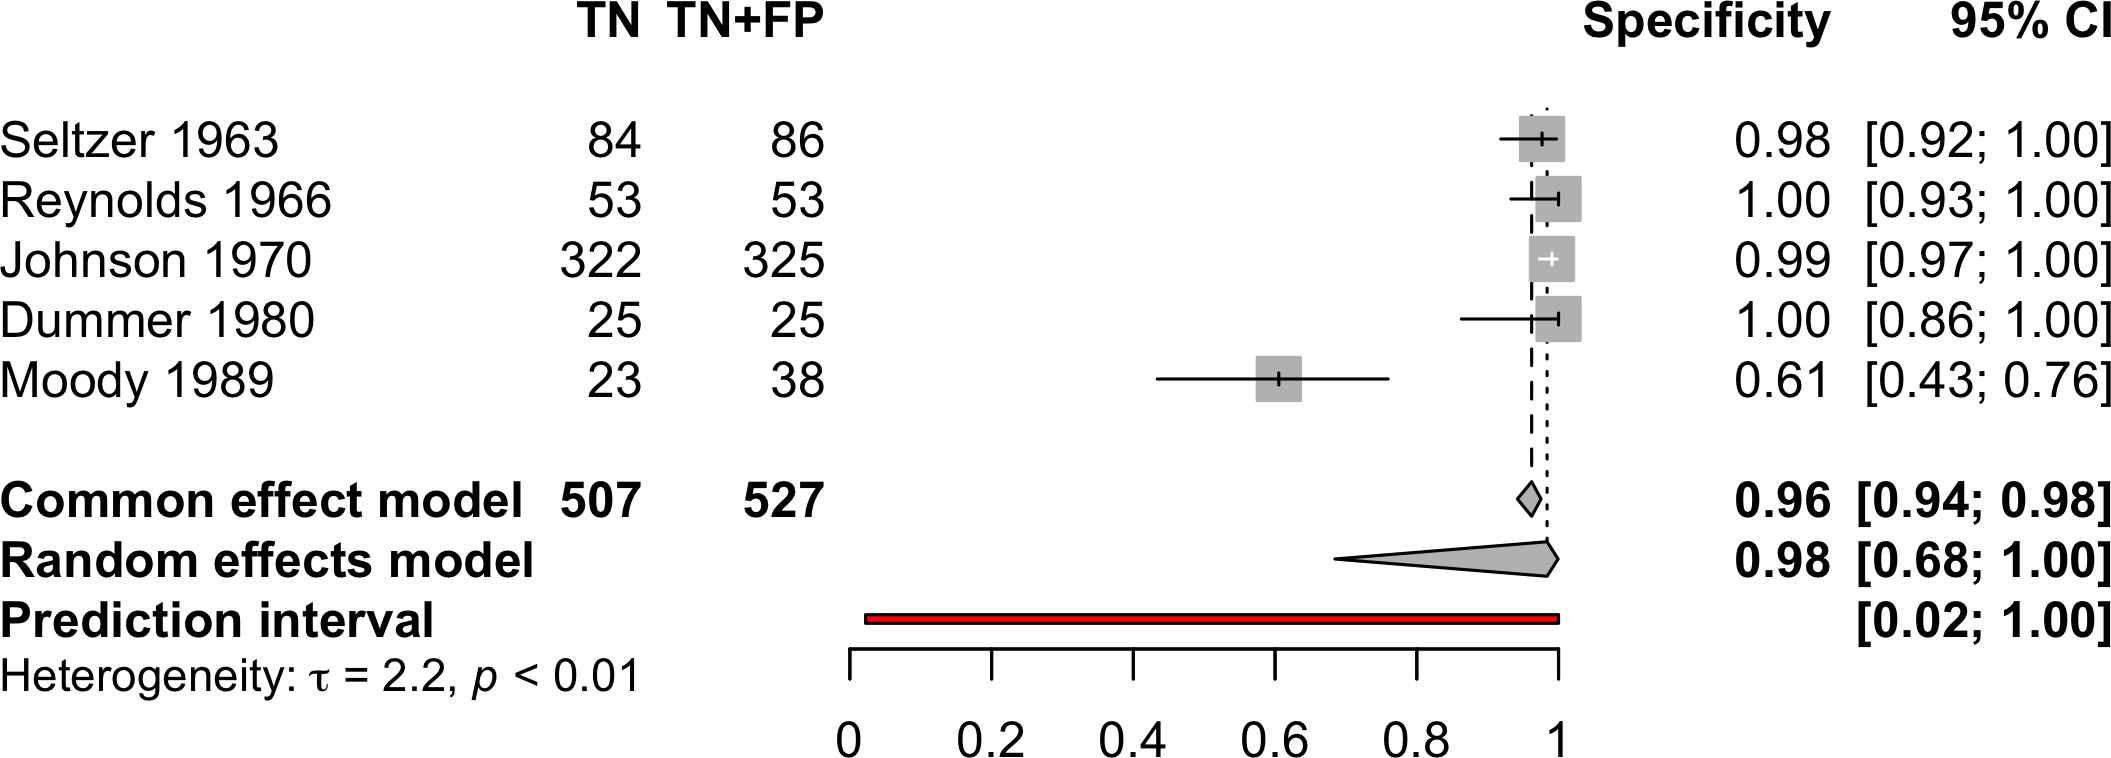 TN TN+FP Specificity 95% CI
Seltzer 1963 84 86 0.98 [0.92; 1.00]
Reynolds 1966 53 53 1.00 [0.93; 1.00]
Johnson 1970 322 325 0.99 [0.97; 1.00]
Dummer 1980 25 25 1.00 [0.86; 1.00]
Moody 1989 23 38 0.61 [0.43; 0.76]
Common effect model 507 527 0.96 [0.94; 0.98]
Random effects model 0.98 [0.68; 1.00]
Prediction interval [0.02; 1.00]
Heterogeneity: τ = 2.2, p < 0.01
0 0.2 0.4 0.6 0.8 1